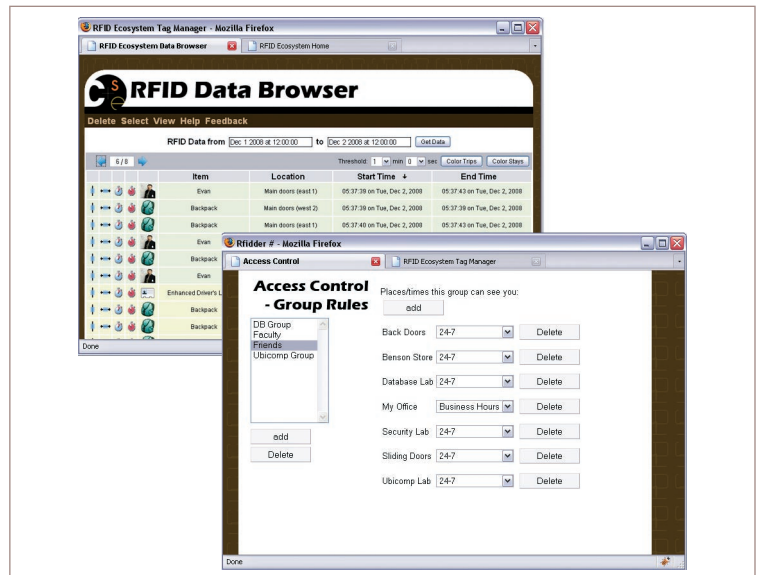 RFID Ecosystem Tag Manager - Mozilla Firefox
RFID Ecosystem Data Browser RFID Ecosystem Home
CSe RFID Data Browser
Delete Select View Help Feedback
RFID Data from Dec 1 2008 at 12:00:00 to Dec 2 2008 at 12:00:00 Get Data
6/8 Threshold: 1 min 0 sec Color Trips Color Stays
Item Location Start Time End Time
Evan Main doors (east 1) 05:37:39 on Tue, Dec 2, 2008 05:37:43 on Tue, Dec 2, 2008
Backpack Main doors (west 2) 05:37:39 on Tue, Dec 2, 2008 05:37:39 on Tue, Dec 2, 2008
Backpack Main doors (east 1) 05:37:40 on Tue, Dec 2, 2008 05:37:43 on Tue, Dec 2, 2008
Evan
Backpack
Evan
Enhanced Driver's L
Backpack
Backpack
Done
Rfidder # - Mozilla Firefox
Access Control RFID Ecosystem Tag Manager
Access Control
- Group Rules
DB Group
Faculty
Friends
Ubicomp Group
add
Delete
Places/times this group can see you:
add
Back Doors 24-7 Delete
Benson Store 24-7 Delete
Database Lab 24-7 Delete
My Office Business Hours Delete
Security Lab 24-7 Delete
Sliding Doors 24-7 Delete
Ubicomp Lab 24-7 Delete
Done